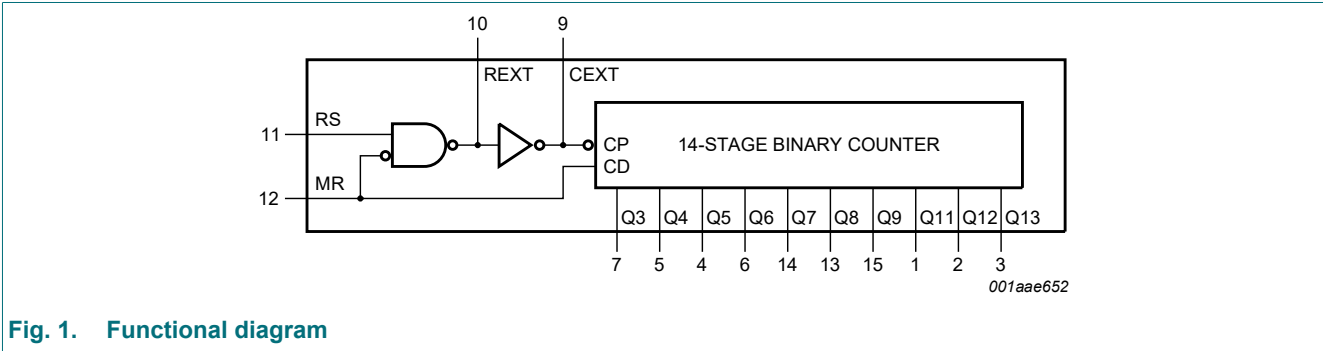 10 9
REXT CEXT
RS
11
CP 14-STAGE BINARY COUNTER
CD
MR
12
Q3 Q4 Q5 Q6 Q7 Q8 Q9 Q11 Q12 Q13
7 5 4 6 14 13 15 1 2 3
001aae652
Fig. 1. Functional diagram